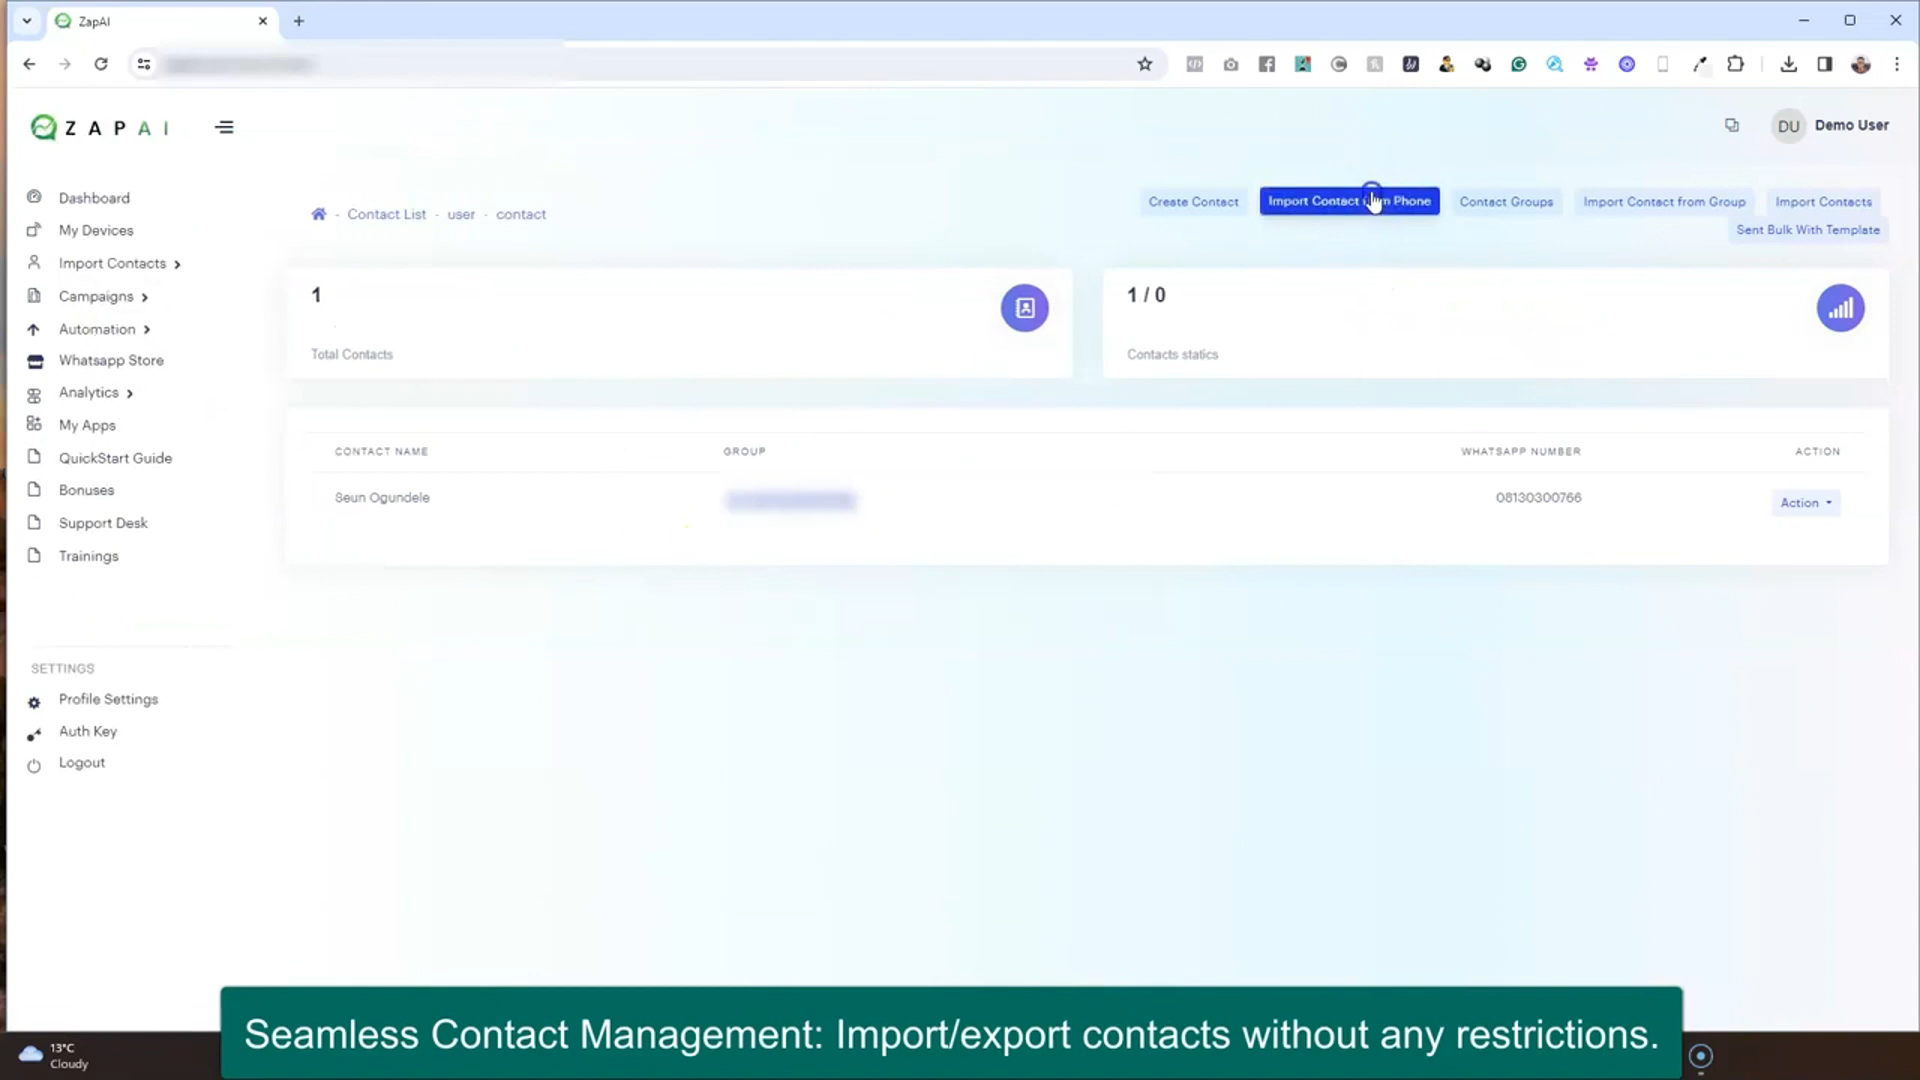 ZapAI
ZAPAI
DU
Demo User
Dashboard
My Devices
Import Contacts
Campaigns
Automation
Whatsapp Store
Analytics
My Apps
QuickStart Guide
Bonuses
Support Desk
Trainings
SETTINGS
Profile Settings
Auth Key
Logout
- Contact List - user - contact
Create Contact
Import Contact from Phone
Contact Groups
Import Contact from Group
Import Contacts
Sent Bulk With Template
1
Total Contacts
1 / 0
Contacts statics
CONTACT NAME GROUP WHATSAPP NUMBER ACTION
Seun Ogundele 08130300766 Action
Seamless Contact Management: Import/export contacts without any restrictions.
13°C
Cloudy